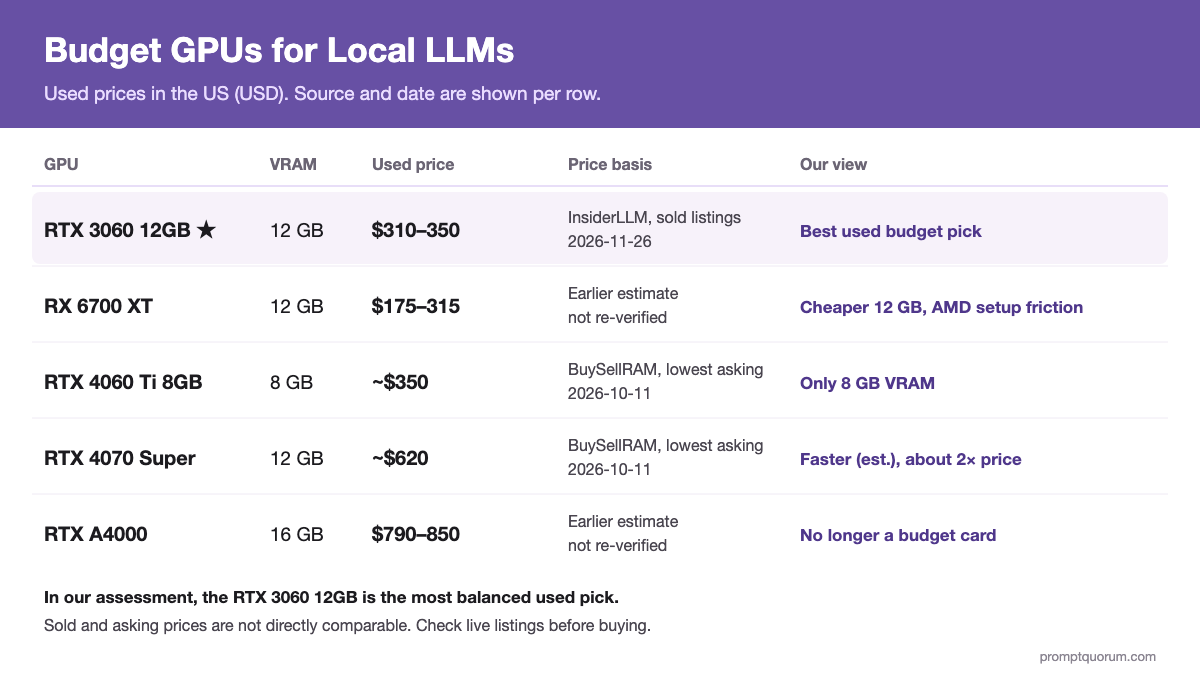 Budget GPUs for Local LLMs
Used prices in the US (USD). Source and date are shown per row.
GPU VRAM Used price Price basis Our view
RTX 3060 12GB ★ 12 GB $310–350 InsiderLLM, sold listings 2026-11-26 Best used budget pick
RX 6700 XT 12 GB $175–315 Earlier estimate not re-verified Cheaper 12 GB, AMD setup friction
RTX 4060 Ti 8GB 8 GB ~$350 BuySellRAM, lowest asking 2026-10-11 Only 8 GB VRAM
RTX 4070 Super 12 GB ~$620 BuySellRAM, lowest asking 2026-10-11 Faster (est.), about 2× price
RTX A4000 16 GB $790–850 Earlier estimate not re-verified No longer a budget card
In our assessment, the RTX 3060 12GB is the most balanced used pick.
Sold and asking prices are not directly comparable. Check live listings before buying.
promptquorum.com